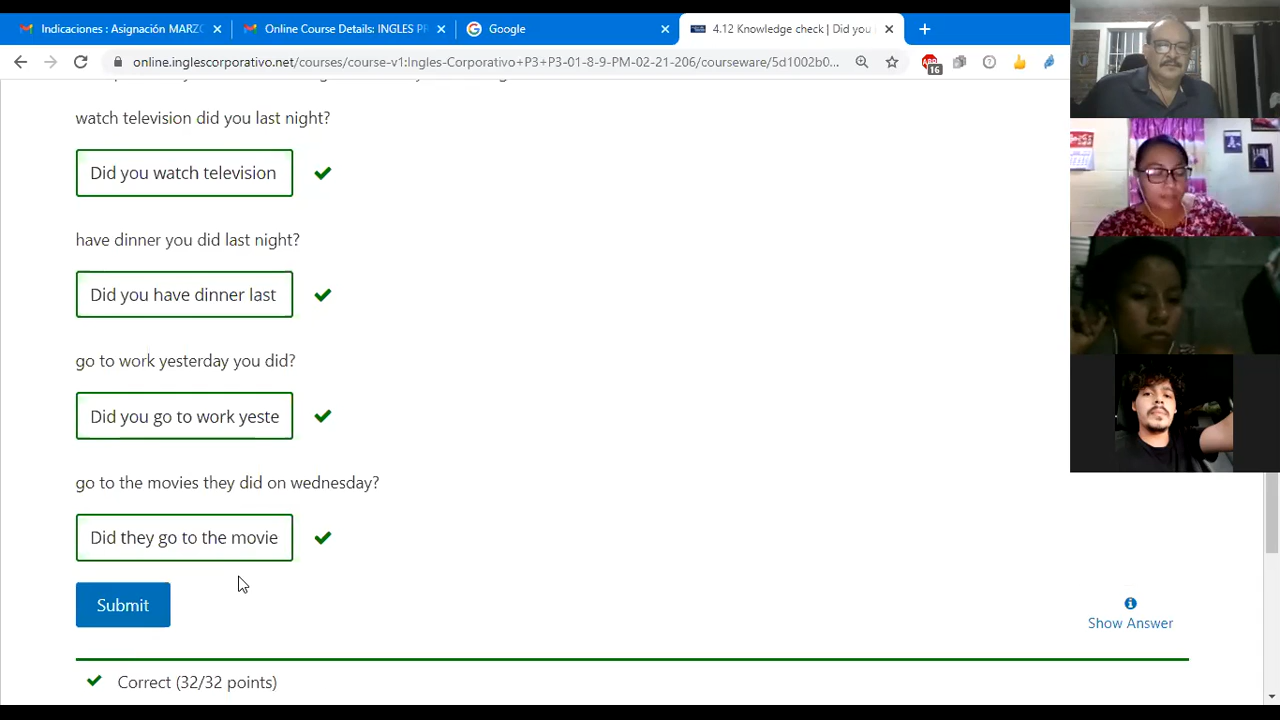 Indicaciones : Asignación MARZO
Online Course Details: INGLES PR
Google
4.12 Knowledge check | Did you
online.inglescorporativo.net/courses/course-v1:Ingles-Corporativo+P3+P3-01-8-9-PM-02-21-206/courseware/5d1002b0...
16
watch television did you last night?
Did you watch television
have dinner you did last night?
Did you have dinner last
go to work yesterday you did?
Did you go to work yeste
go to the movies they did on wednesday?
Did they go to the movie
Submit
Show Answer
Correct (32/32 points)